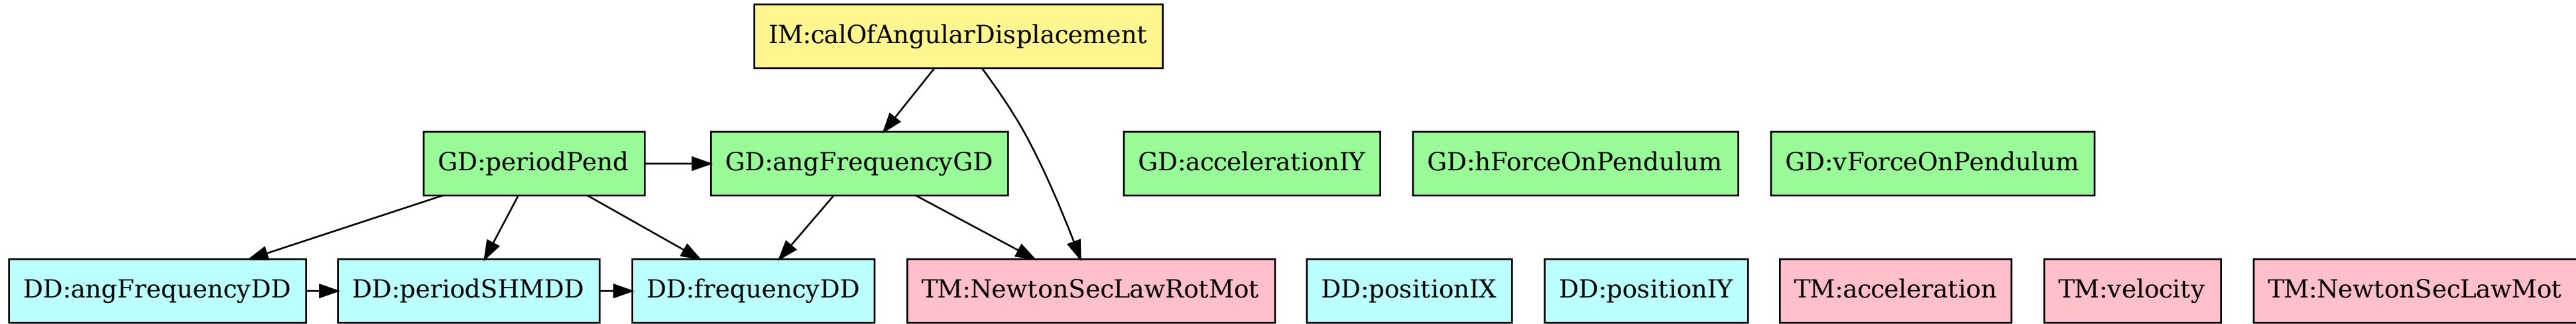 IM:calOfAngularDisplacement
GD:periodPend
GD:angFrequencyGD
GD:accelerationIY
GD:hForceOnPendulum
GD:vForceOnPendulum
DD:angFrequencyDD
DD:periodSHMDD
DD:frequencyDD
TM:NewtonSecLawRotMot
DD:positionIX
DD:positionIY
TM:acceleration
TM:velocity
TM:NewtonSecLawMot